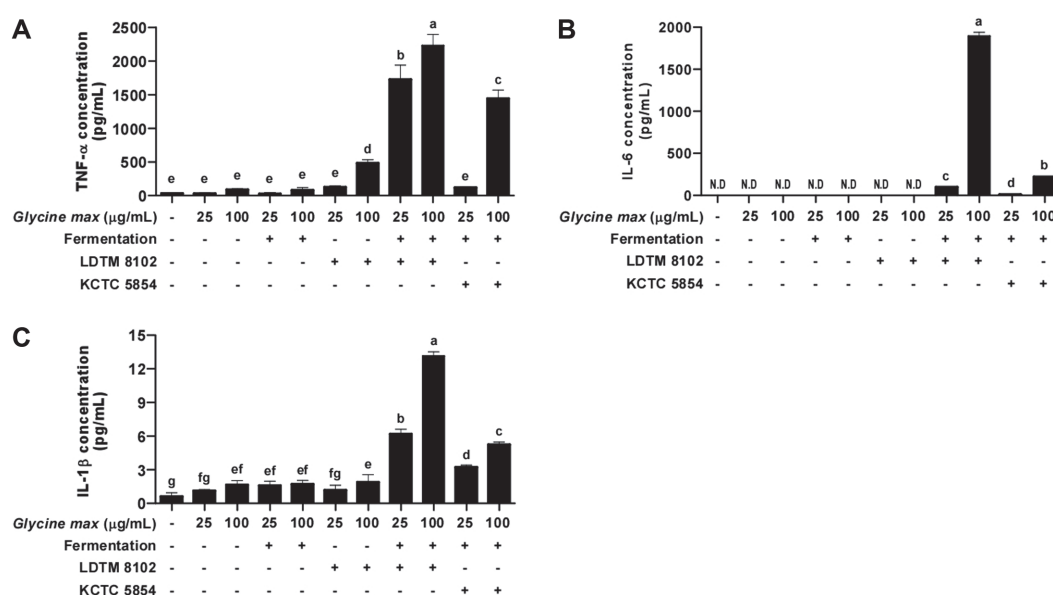 A
TNF-α concentration
(pg/mL)
2500
2000
1500
1000
500
0
e e e e e e d b a e c
Glycine max (μg/mL) - 25 100 25 100 25 100 25 100 25 100
Fermentation - - - + + - - + + + +
LDTM 8102 - - - - - + + + + - -
KCTC 5854 - - - - - - - - - + +
B
IL-6 concentration
(pg/mL)
2000
1500
1000
500
0
N.D N.D N.D N.D N.D N.D N.D c a d b
Glycine max (μg/mL) - 25 100 25 100 25 100 25 100 25 100
Fermentation - - - + + - - + + + +
LDTM 8102 - - - - - + + + + - -
KCTC 5854 - - - - - - - - - + +
C
IL-1β concentration
(pg/mL)
15
12
9
6
3
0
g fg ef ef ef fg e b a d c
Glycine max (μg/mL) - 25 100 25 100 25 100 25 100 25 100
Fermentation - - - + + - - + + + +
LDTM 8102 - - - - - + + + + - -
KCTC 5854 - - - - - - - - - + +